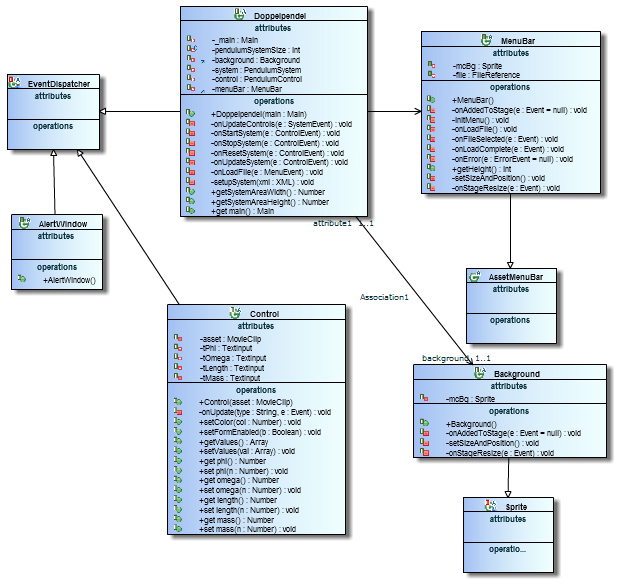 Doppelpendel
attributes
-_main : Main
-pendulumSystemSize : Int
-background : Background
-system : PendulumSystem
-control : PendulumControl
-menuBar : MenuBar
operations
+Doppelpendel(main : Main)
-onUpdateControls(e : SystemEvent) : void
-onStartSystem(e : ControlEvent) : void
-onStopSystem(e : ControlEvent) : void
-onResetSystem(e : ControlEvent) : void
-onUpdateSystem(e : ControlEvent) : void
-onLoadFile(e : MenuEvent) : void
-setupSystem(xml : XML) : void
+getSystemAreaWidth() : Number
+getSystemAreaHeight() : Number
+get main() : Main
MenuBar
attributes
-mcBg : Sprite
-file : FileReference
operations
+MenuBar()
-onAddedToStage(e : Event = null) : void
-initMenu() : void
-onLoadFile() : void
-onFileSelected(e : Event) : void
-onLoadComplete(e : Event) : void
-onError(e : ErrorEvent = null) : void
+getHeight() : Int
-setSizeAndPosition() : void
-onStageResize(e : Event) : void
EventDispatcher
attributes
operations
AlertWindow
attributes
operations
+AlertWindow()
attribute1 1..1
Association1
background 1..1
AssetMenuBar
attributes
operations
Control
attributes
-asset : MovieClip
-tPhi : TextInput
-tOmega : TextInput
-tLength : TextInput
-tMass : TextInput
operations
+Control(asset : MovieClip)
-onUpdate(type : String, e : Event) : void
+setColor(col : Number) : void
+setFormEnabled(b : Boolean) : void
+getValues() : Array
+setValues(val : Array) : void
+get phi() : Number
+set phi(n : Number) : void
+get omega() : Number
+set omega(n : Number) : void
+get length() : Number
+set length(n : Number) : void
+get mass() : Number
+set mass(n : Number) : void
Background
attributes
-mcBg : Sprite
operations
+Background()
-onAddedToStage(e : Event = null) : void
-setSizeAndPosition() : void
-onStageResize(e : Event) : void
Sprite
attributes
operatio...